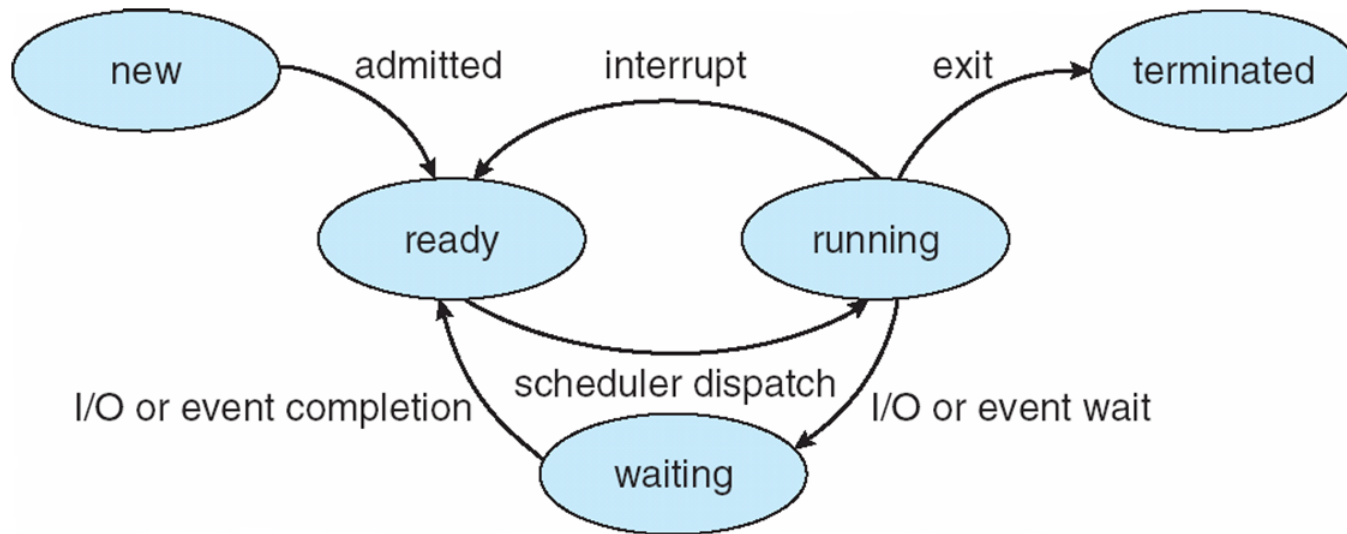 new
admitted
interrupt
exit
terminated
ready
running
scheduler dispatch
I/O or event completion
I/O or event wait
waiting